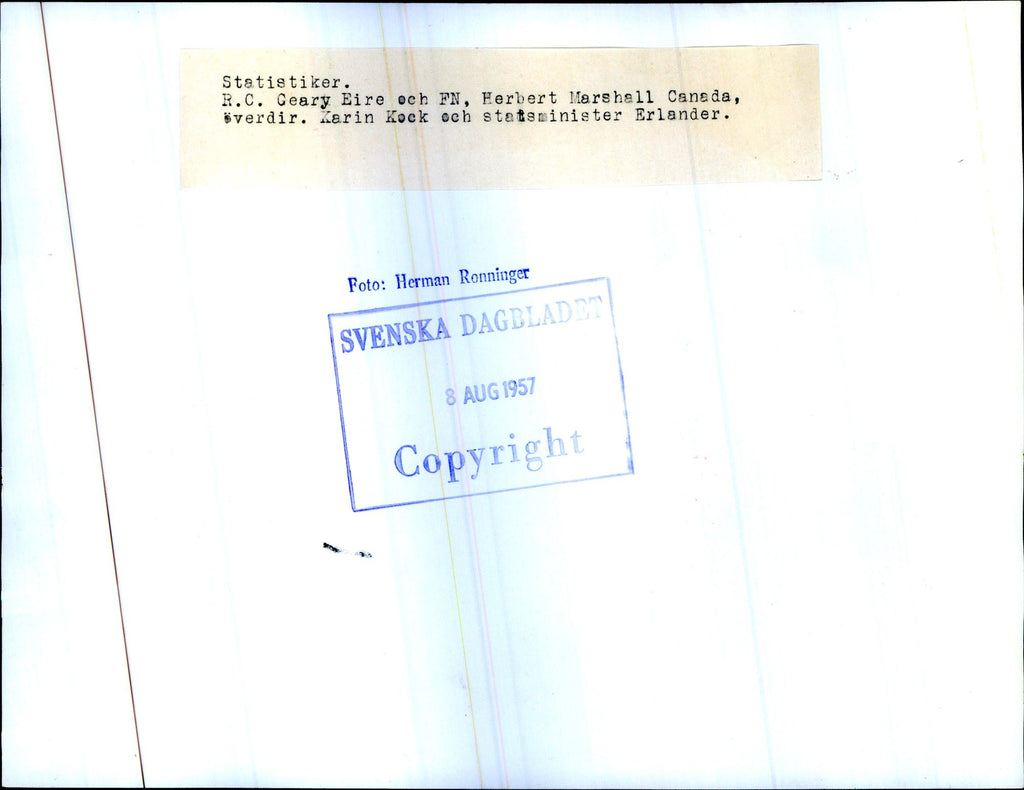 Statistiker.
R.C. Geary Eire och FN, Herbert Marshall Canada,
överdir. Karin Kock och statsminister Erlander.
Foto: Herman Ronninger
SVENSKA DAGBLADET
8 AUG 1957
Copyright